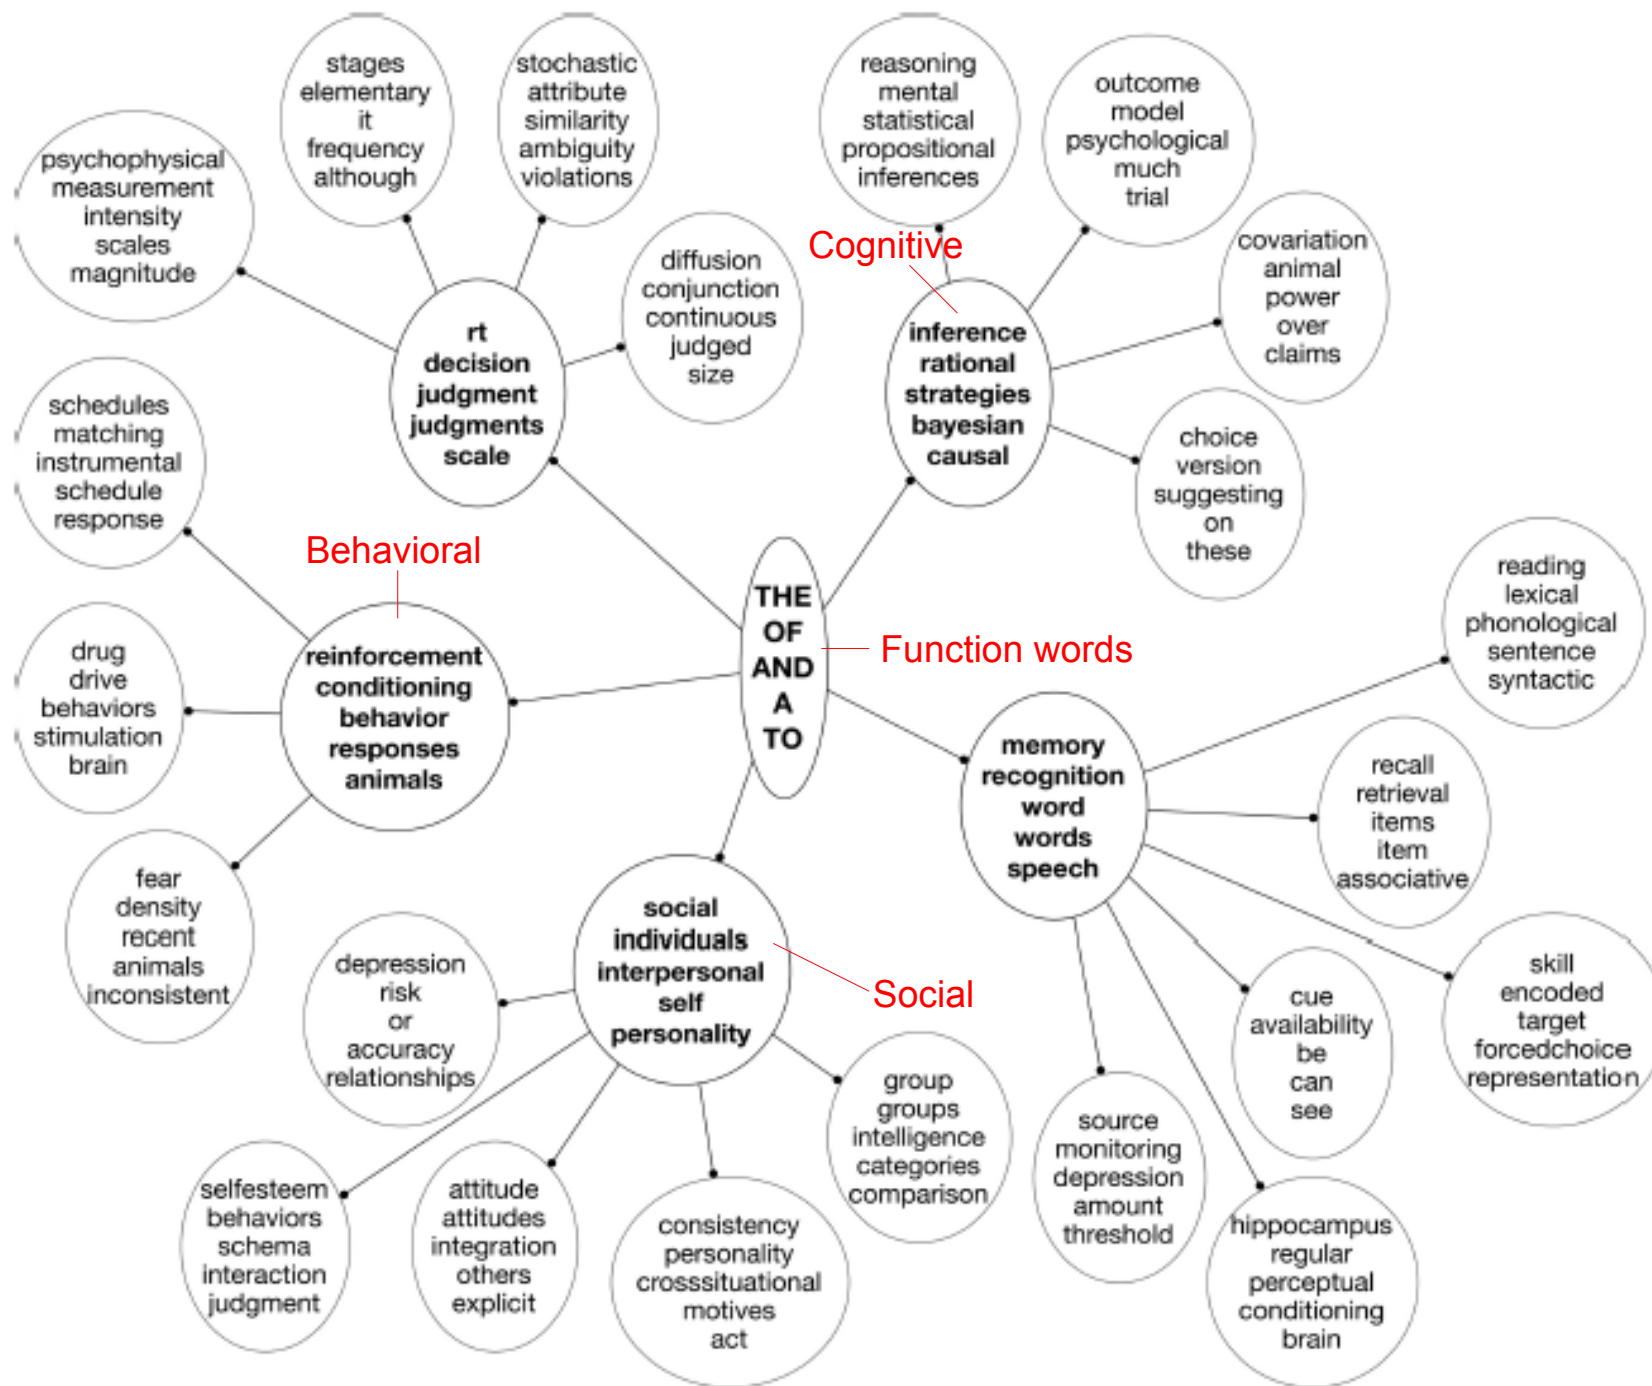 stages
elementary
it
frequency
although
stochastic
attribute
similarity
ambiguity
violations
reasoning
mental
statistical
propositional
inferences
outcome
model
psychological
much
trial
psychophysical
measurement
intensity
scales
magnitude
diffusion
conjunction
continuous
judged
size
Cognitive
covariation
animal
power
over
claims
rt
decision
judgment
judgments
scale
inference
rational
strategies
bayesian
causal
schedules
matching
instrumental
schedule
response
choice
version
suggesting
on
these
Behavioral
THE
OF
AND
A
TO
Function words
reading
lexical
phonological
sentence
syntactic
drug
drive
behaviors
stimulation
brain
reinforcement
conditioning
behavior
responses
animals
memory
recognition
word
words
speech
recall
retrieval
items
item
associative
fear
density
recent
animals
inconsistent
social
individuals
interpersonal
self
personality
Social
depression
risk
or
accuracy
relationships
skill
encoded
target
forcedchoice
representation
cue
availability
be
can
see
group
groups
intelligence
categories
comparison
source
monitoring
depression
amount
threshold
selfesteem
behaviors
schema
interaction
judgment
attitude
attitudes
integration
others
explicit
consistency
personality
crosssituational
motives
act
hippocampus
regular
perceptual
conditioning
brain